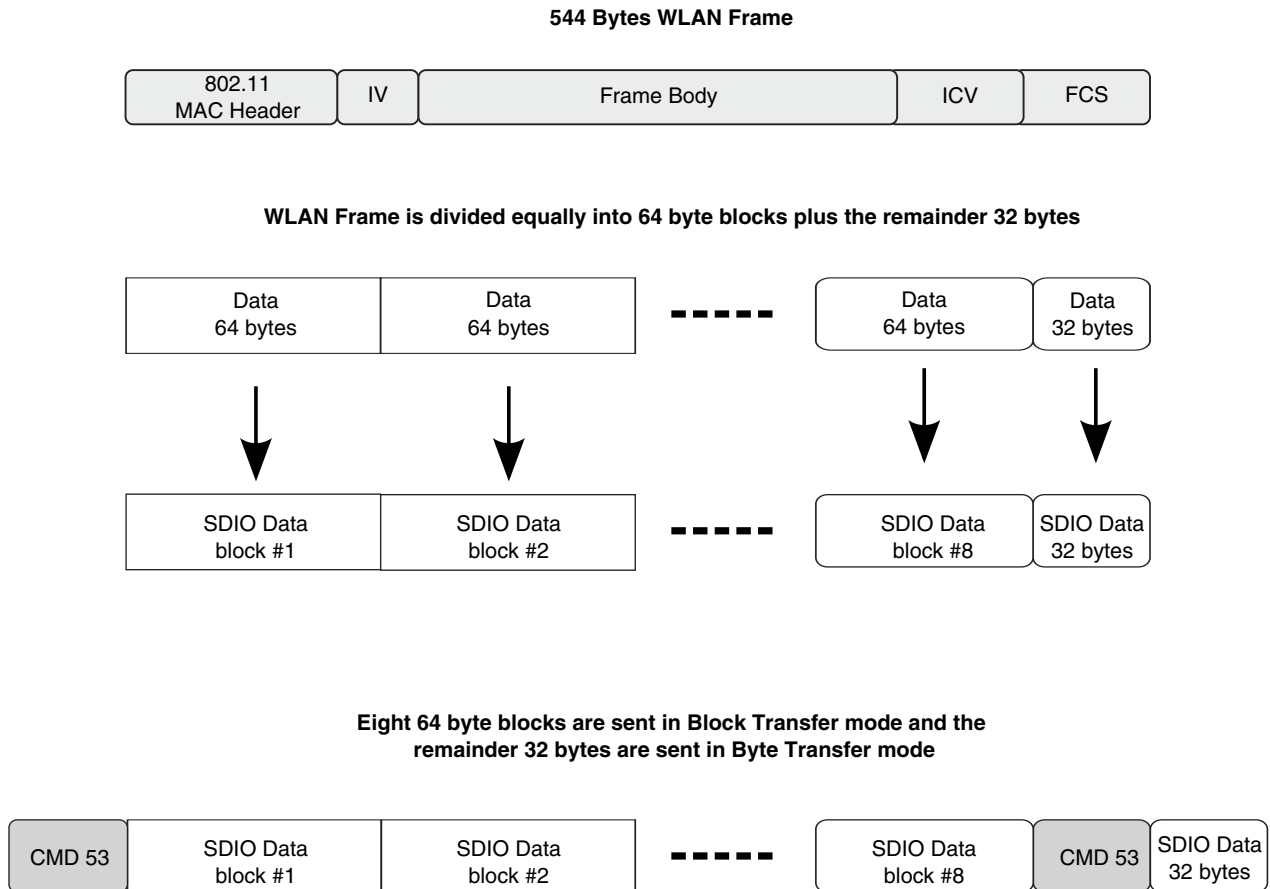 544 Bytes WLAN Frame
802.11
MAC Header
IV
Frame Body
ICV
FCS
WLAN Frame is divided equally into 64 byte blocks plus the remainder 32 bytes
Data
64 bytes
Data
64 bytes
Data
64 bytes
Data
32 bytes
SDIO Data
block #1
SDIO Data
block #2
SDIO Data
block #8
SDIO Data
32 bytes
Eight 64 byte blocks are sent in Block Transfer mode and the
remainder 32 bytes are sent in Byte Transfer mode
CMD 53
SDIO Data
block #1
SDIO Data
block #2
SDIO Data
block #8
CMD 53
SDIO Data
32 bytes